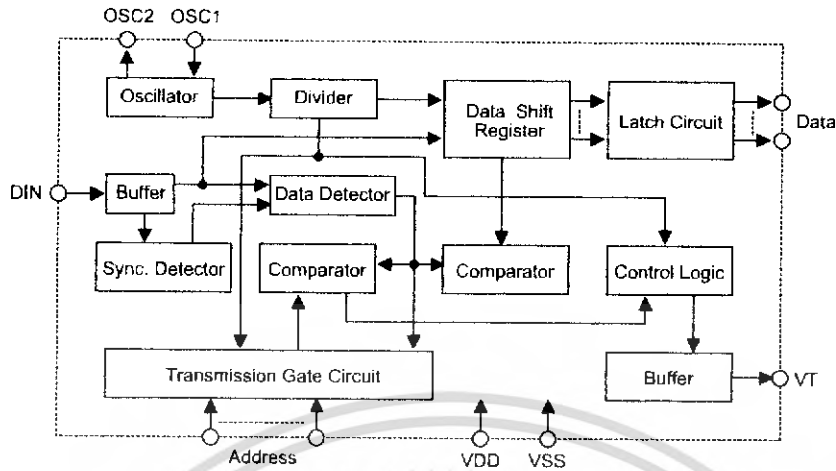 OSC2 OSC1
Oscillator
Divider
Data Shift
Register
Latch Circuit
Data
DIN
Buffer
Data Detector
Sync. Detector
Comparator
Comparator
Control Logic
Transmission Gate Circuit
Buffer
VT
Address
VDD
VSS